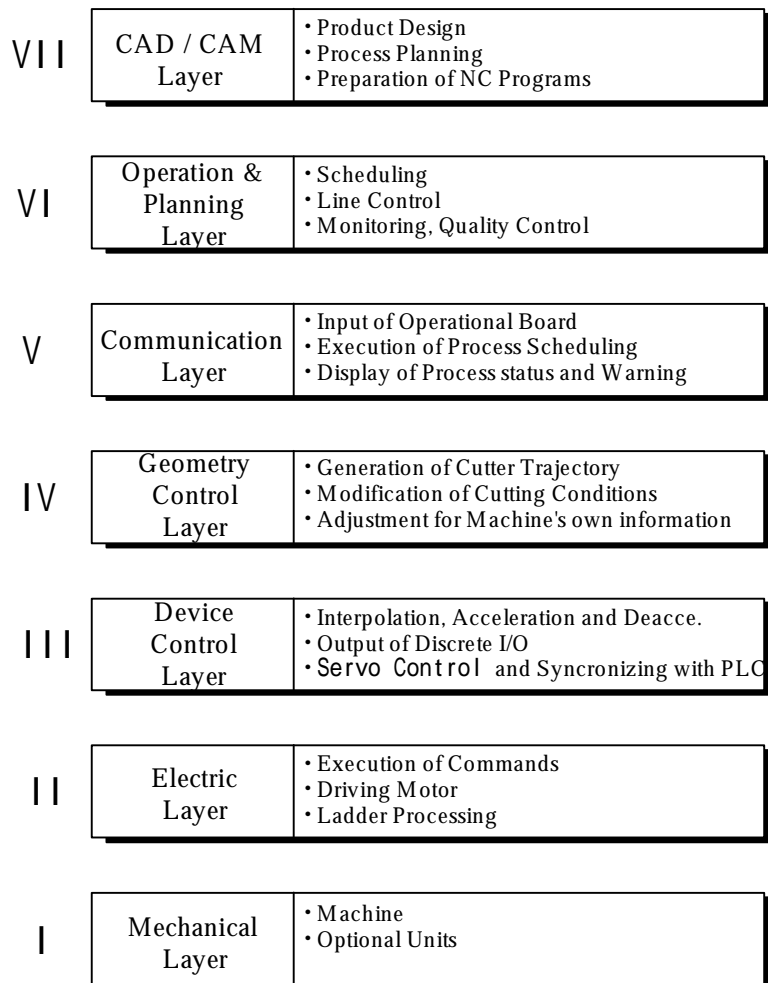 VII
CAD / CAM
Layer
・Product Design
・Process Planning
・Preparation of NC Programs
VI
Operation &
Planning
Layer
・Scheduling
・Line Control
・Monitoring, Quality Control
V
Communication
Layer
・Input of Operational Board
・Execution of Process Scheduling
・Display of Process status and Warning
IV
Geometry
Control
Layer
・Generation of Cutter Trajectory
・Modification of Cutting Conditions
・Adjustment for Machine's own information
III
Device
Control
Layer
・Interpolation, Acceleration and Deacce.
・Output of Discrete I/O
・Servo Control and Syncronizing with PLC
II
Electric
Layer
・Execution of Commands
・Driving Motor
・Ladder Processing
I
Mechanical
Layer
・Machine
・Optional Units